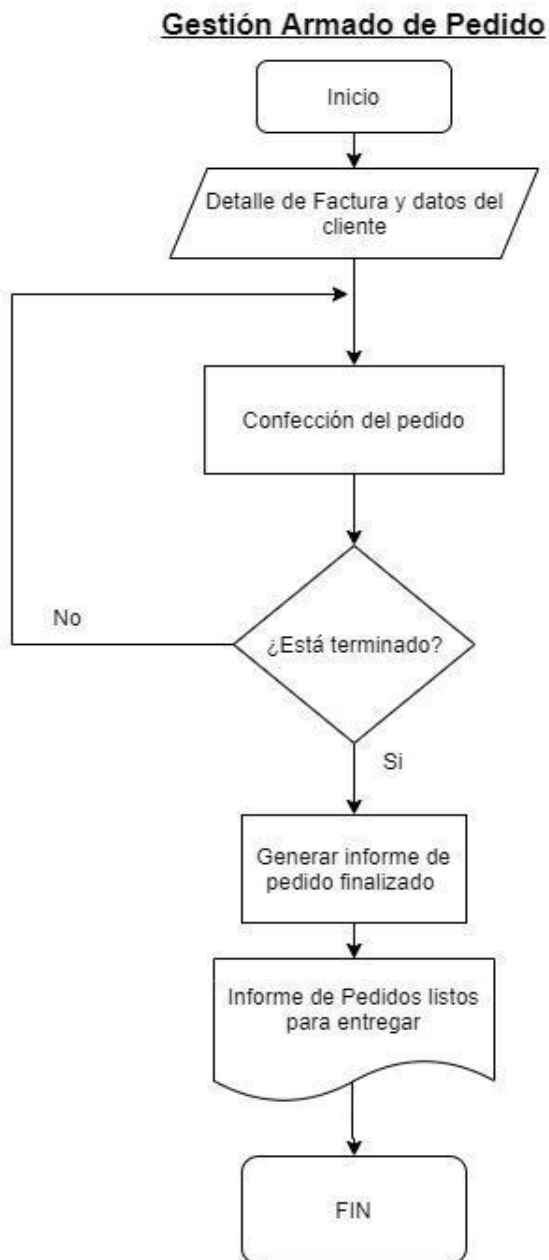 Gestión Armado de Pedido
Inicio
Detalle de Factura y datos del
cliente
Confección del pedido
¿Está terminado?
No
Si
Generar informe de
pedido finalizado
Informe de Pedidos listos
para entregar
FIN